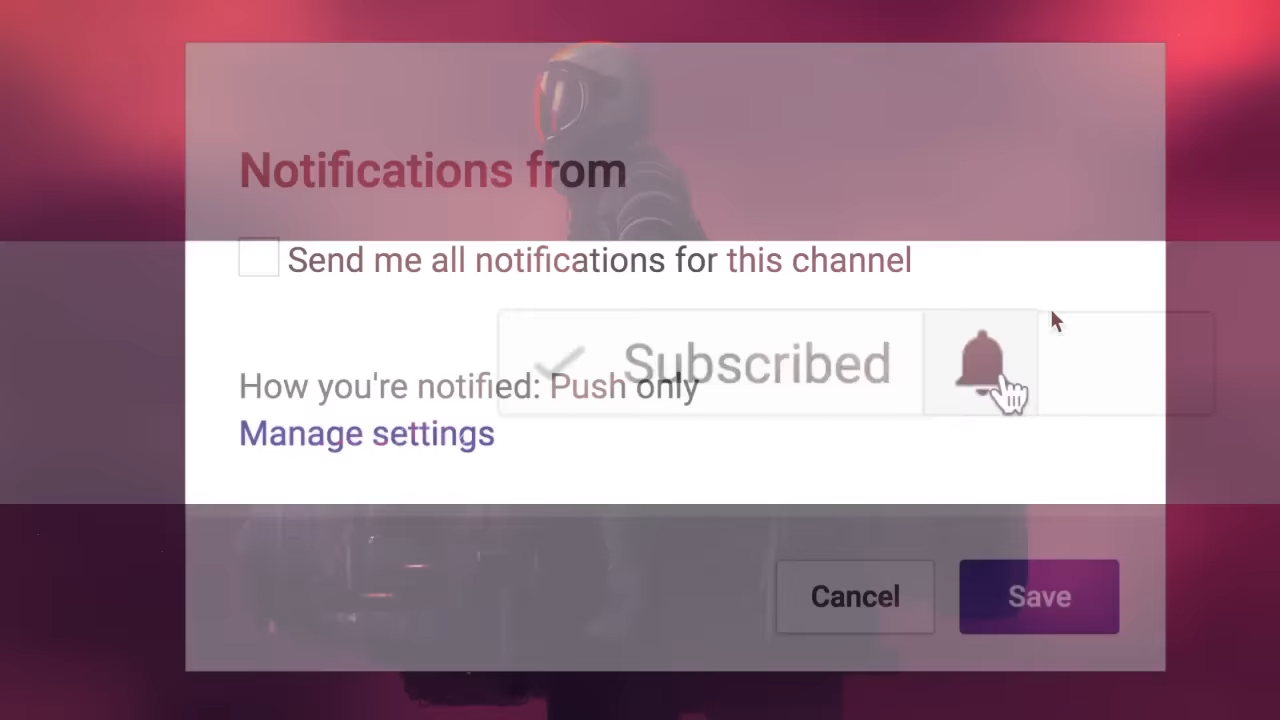 Notifications from
Send me all notifications for this channel
Subscribed
How you're notified: Push only
Manage settings
Cancel
Save